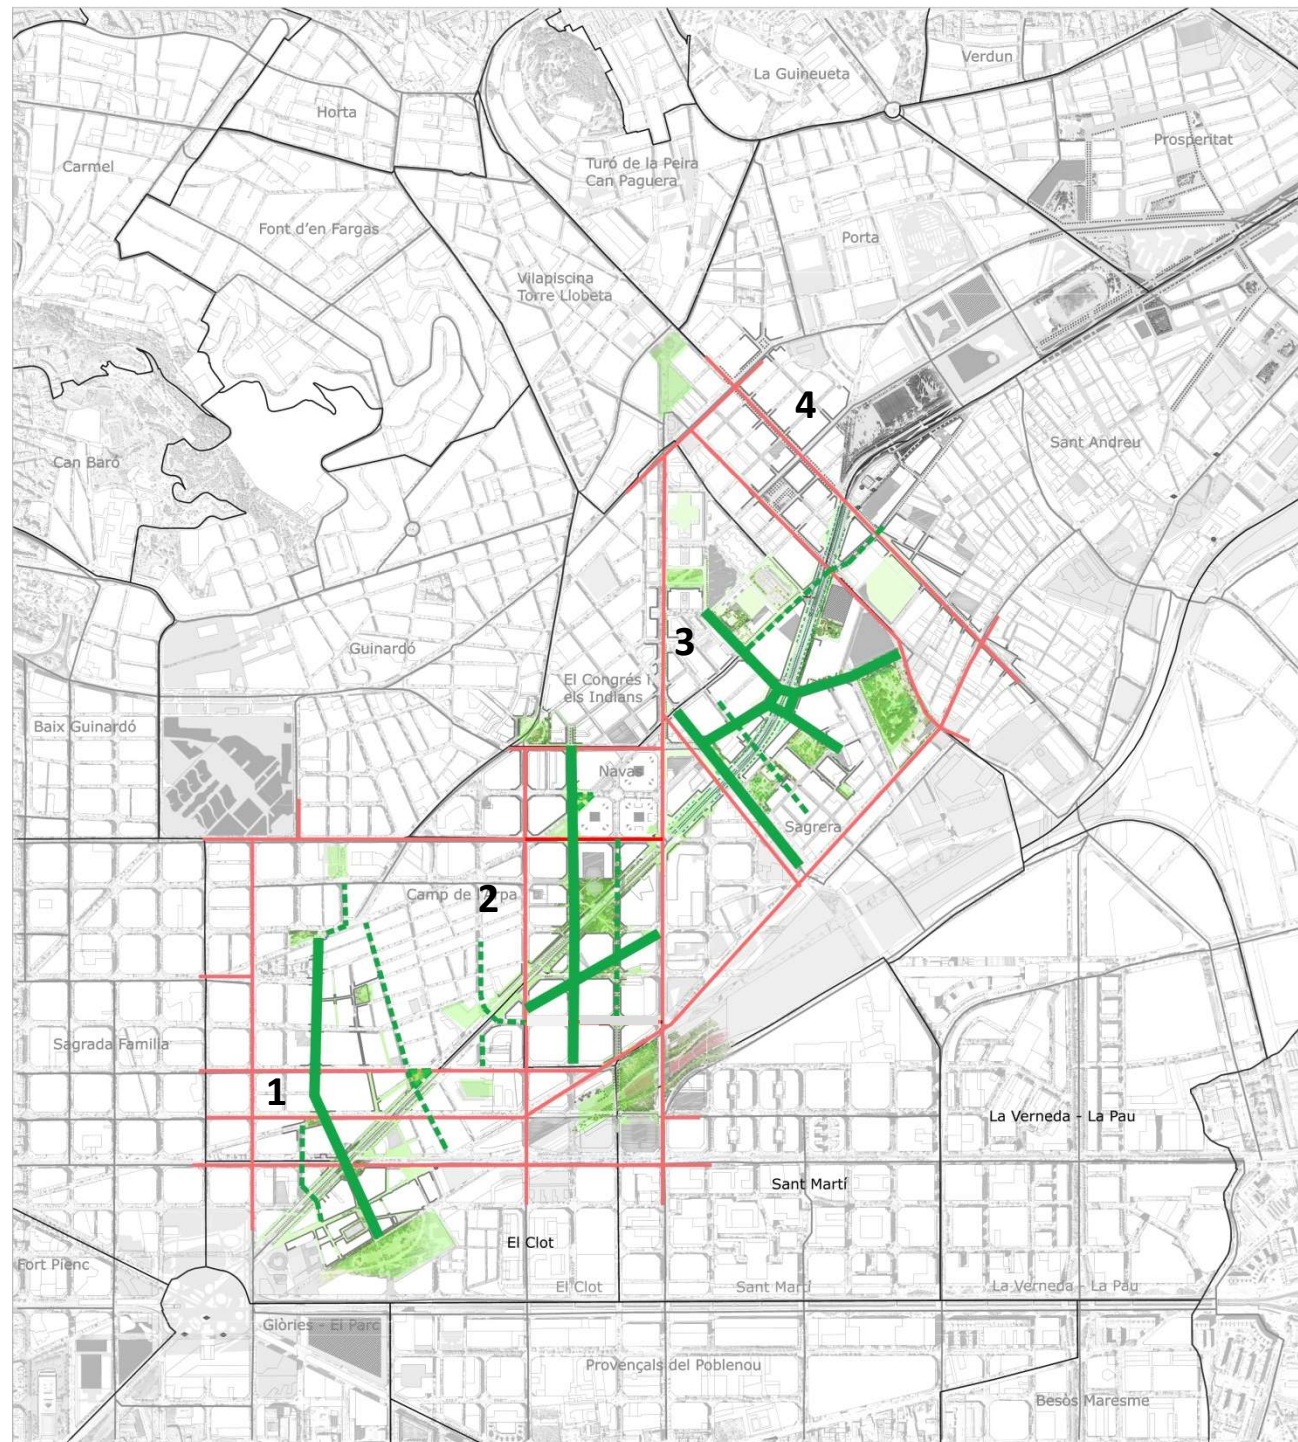 Verdun
La Guineueta
Horta
Prosperitat
Carmel
Turó de la Peira
Can Paguera
Font d'en Fargas
Porta
Vilapiscina
Torre Llobeta
4
Sant Andreu
Can Baró
3
Guinardó
El Congrés i
els Indians
Baix Guinardó
Navas
Sagrera
Camp de l'Arpa
2
Sagrada Familia
1
La Verneda - La Pau
Sant Martí
El Clot
Fort Pienc
El Clot
Sant Martí
La Verneda - La Pau
Glòries - El Parc
Provençals del Poblenou
Besòs Maresme